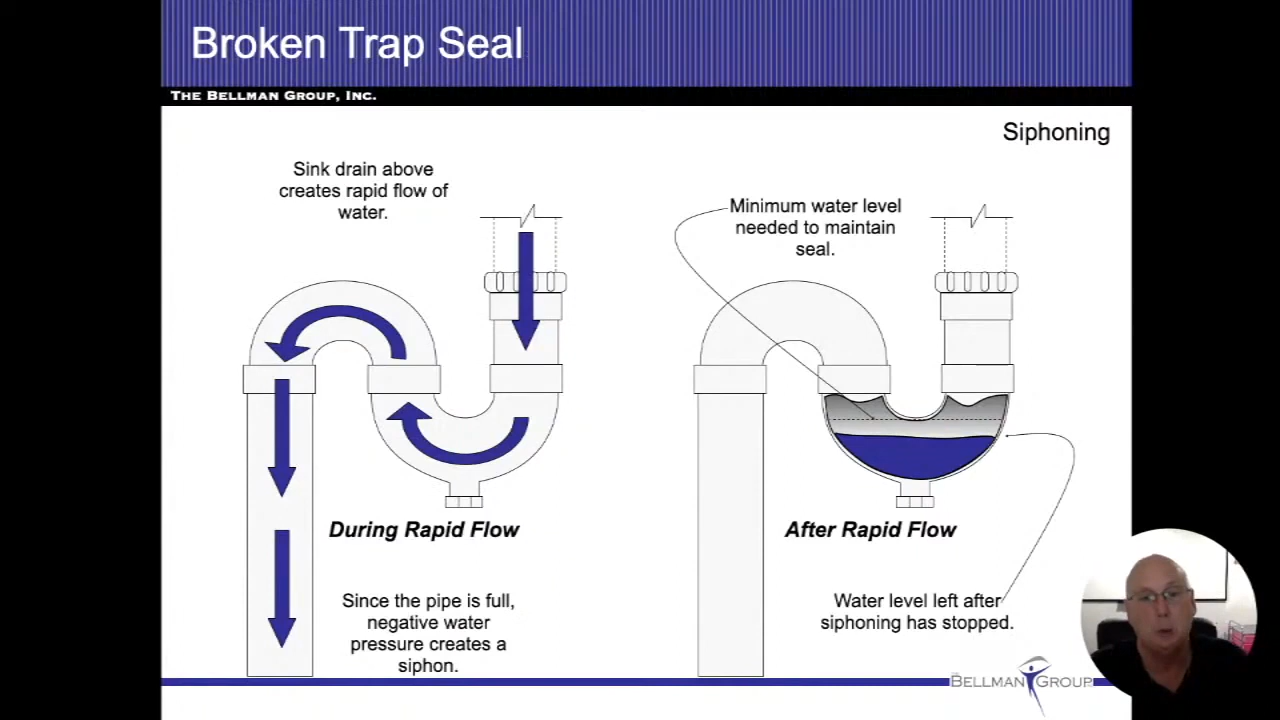 Broken Trap Seal
THE BELLMAN GROUP, INC.
Siphoning
Sink drain above
creates rapid flow of
water.
Minimum water level
needed to maintain
seal.
During Rapid Flow
After Rapid Flow
Since the pipe is full,
negative water
pressure creates a
siphon.
Water level left after
siphoning has stopped.
BELLMAN GROUP